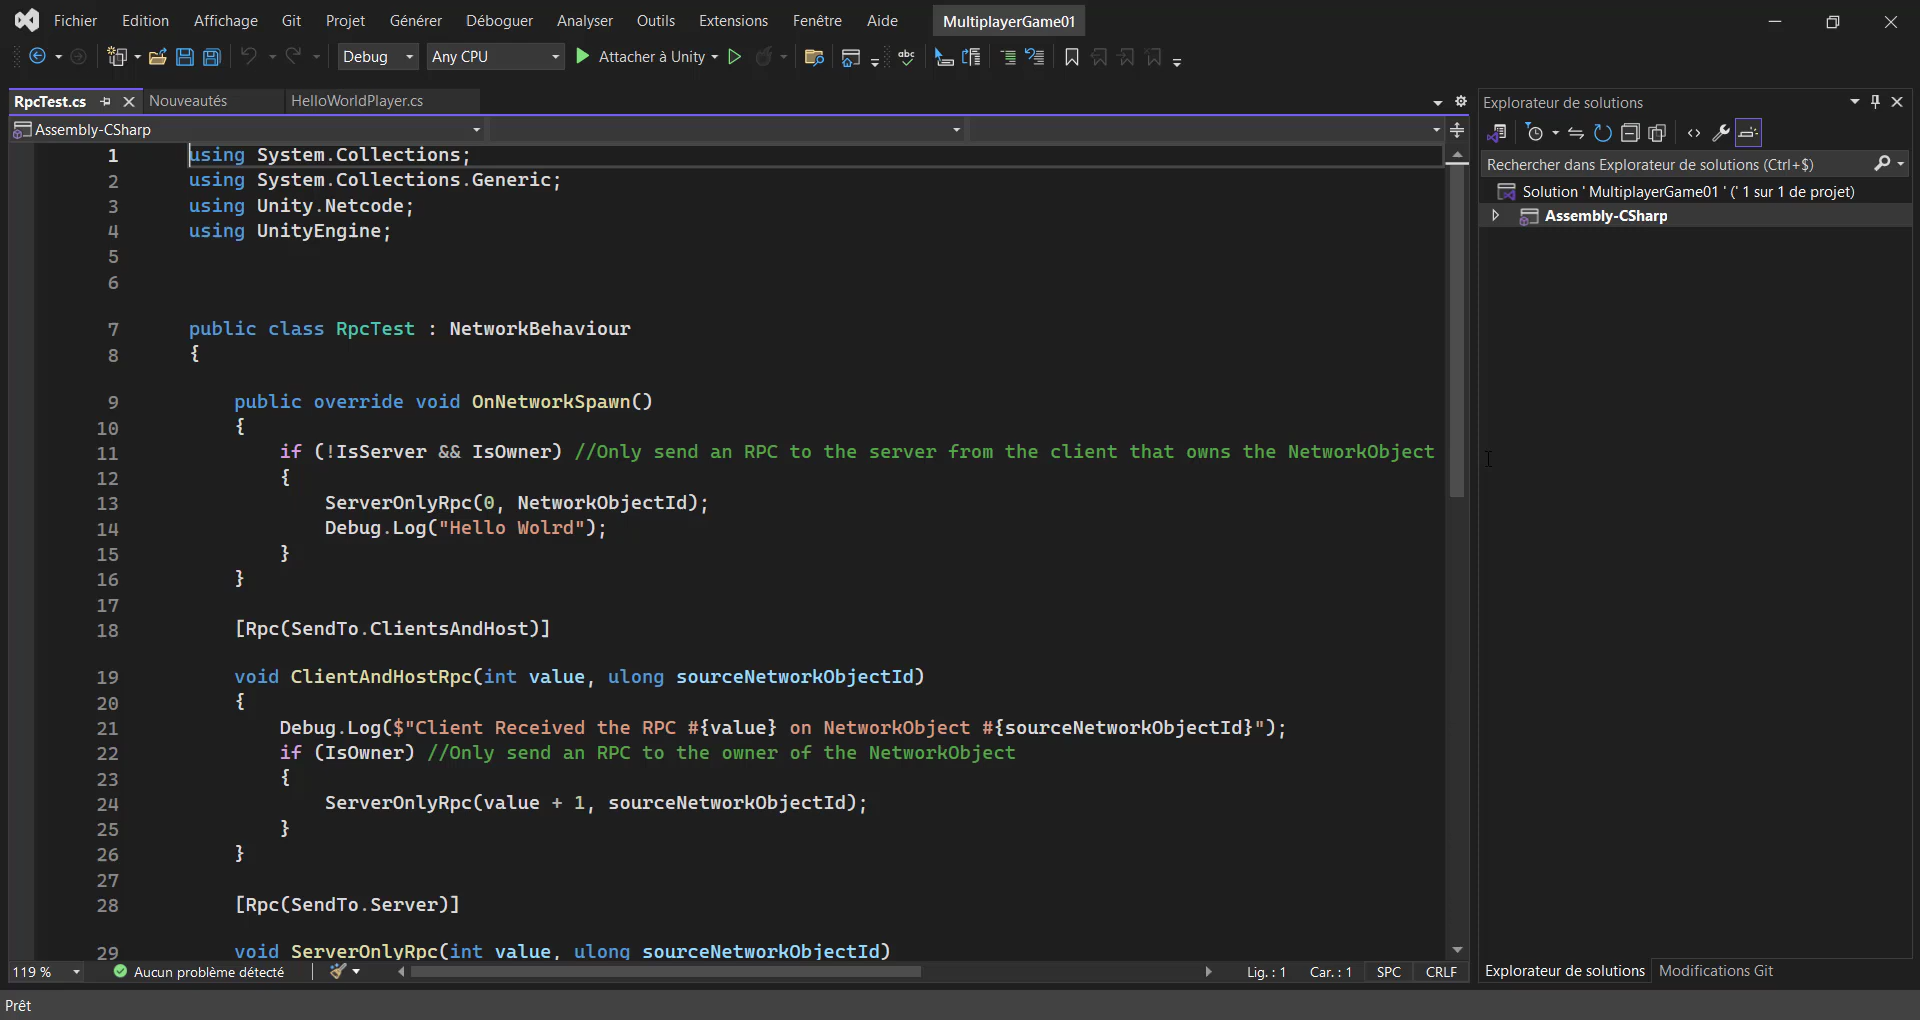 Fichier Edition Affichage Git Projet Générer Déboguer Analyser Outils Extensions Fenêtre Aide MultiplayerGame01
Debug Any CPU Attacher à Unity abc
RpcTest.cs Nouveautés HelloWorldPlayer.cs
Assembly-CSharp
1 using System.Collections;
2 using System.Collections.Generic;
3 using Unity.Netcode;
4 using UnityEngine;
5
6
7 public class RpcTest : NetworkBehaviour
8 {
9 public override void OnNetworkSpawn()
10 {
11 if (!IsServer && IsOwner) //Only send an RPC to the server from the client that owns the NetworkObject
12 {
13 ServerOnlyRpc(0, NetworkObjectId);
14 Debug.Log("Hello Wolrd");
15 }
16 }
17
18 [Rpc(SendTo.ClientsAndHost)]
19 void ClientAndHostRpc(int value, ulong sourceNetworkObjectId)
20 {
21 Debug.Log($"Client Received the RPC #{value} on NetworkObject #{sourceNetworkObjectId}");
22 if (IsOwner) //Only send an RPC to the owner of the NetworkObject
23 {
24 ServerOnlyRpc(value + 1, sourceNetworkObjectId);
25 }
26 }
27
28 [Rpc(SendTo.Server)]
29 void ServerOnlyRpc(int value, ulong sourceNetworkObjectId)
119 % Aucun problème détecté Lig. : 1 Car. : 1 SPC CRLF
Explorateur de solutions
Rechercher dans Explorateur de solutions (Ctrl+$)
Solution ' MultiplayerGame01 ' (' 1 sur 1 de projet)
Assembly-CSharp
Explorateur de solutions Modifications Git
Prêt